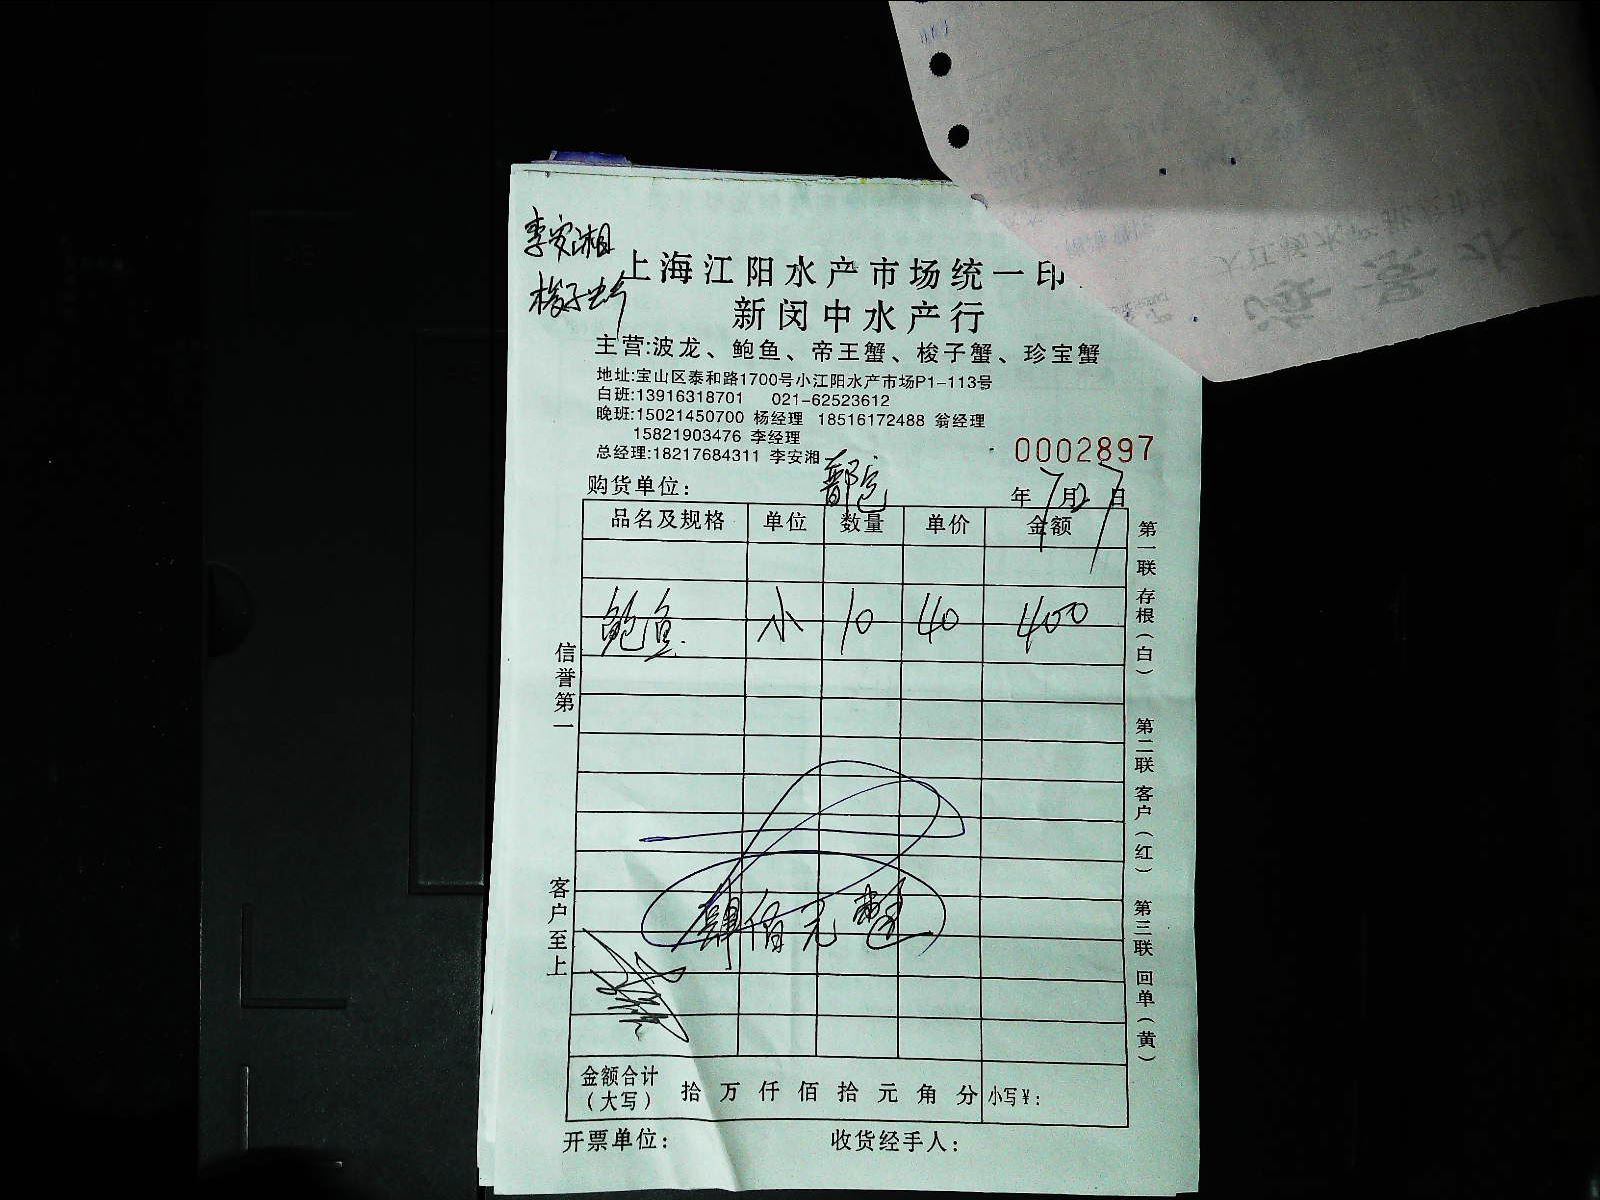 李安湘
梭子蟹
上海江阳水产市场统一印
新闵中水产行
主营:波龙、鲍鱼、帝王蟹、梭子蟹、珍宝蟹
地址:宝山区泰和路1700号小江阳水产市场P1-113号
白班:13916318701 021-62523612
晚班:15021450700 杨经理 18516172488 翁经理
15821903476 李经理
总经理:18217684311 李安湘
0002897
购货单位:
年 7月27日
品名及规格 单位 数量 单价 金额
鲍鱼 小 10 40 400
肆佰元整
金额合计(大写) 拾 万 仟 佰 拾 元 角 分 小写¥:
开票单位: 收货经手人:
信誉第一
客户至上
第一联 存根(白)
第二联 客户(红)
第三联 回单(黄)